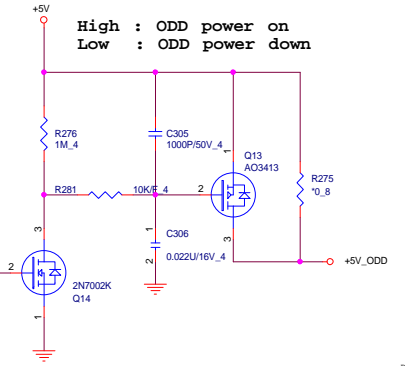 +5V
High : ODD power on
Low : ODD power down
R276
1M_4
C305
1000P/50V_4
1
Q13
AO3413
R275
*0_8
R281
10K/F_4
2
3
1
C306
2
0.022U/16V_4
3
+5V_ODD
2
2N7002K
Q14
1